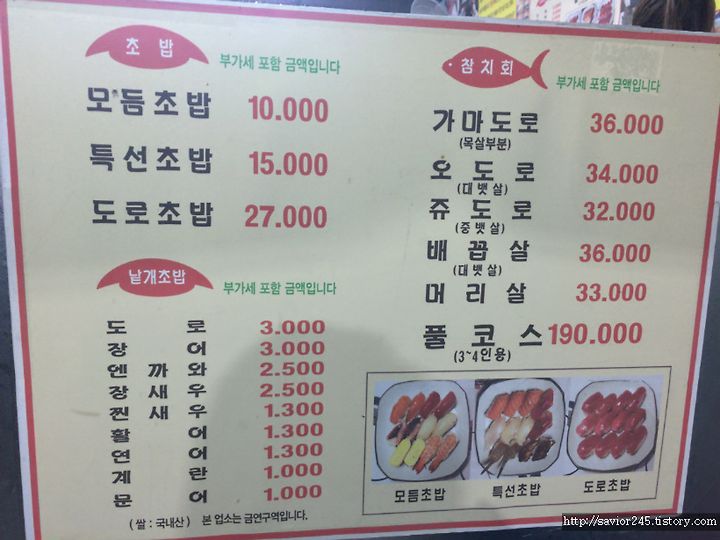 초 밥
부가세 포함 금액입니다
모듬초밥 10.000
특선초밥 15.000
도로초밥 27.000
낱개초밥
부가세 포함 금액입니다
도 로 3.000
장 어 3.000
엔 까 와 2.500
장 새 우 2.500
찐 새 우 1.300
활 어 1.300
연 어 1.300
계 란 1.000
문 어 1.000
( 쌀 : 국내산 ) 본 업소는 금연구역입니다.
참치회
부가세 포함 금액입니다
가마도로 36.000
(목살부분)
오 도 로 34.000
(대 뱃 살)
쥬 도 로 32.000
(중 뱃 살)
배 꼽 살 36.000
(대 뱃 살)
머 리 살 33.000
풀 코 스 190.000
(3~4인용)
모듬초밥 특선초밥 도로초밥
http://savior245.tistory.com